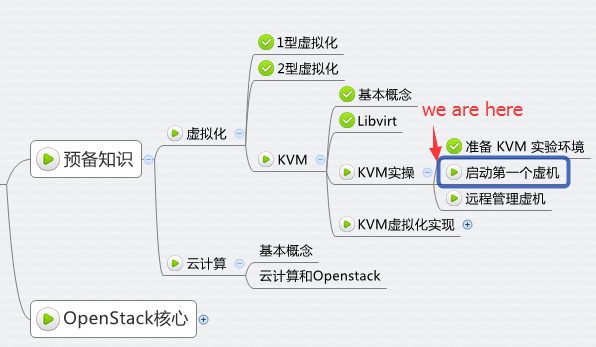 1型虚拟化
2型虚拟化
基本概念
we are here
虚拟化
Libvirt
准备 KVM 实验环境
预备知识
KVM
KVM实操
启动第一个虚机
远程管理虚机
KVM虚拟化实现
基本概念
云计算
云计算和Openstack
OpenStack核心